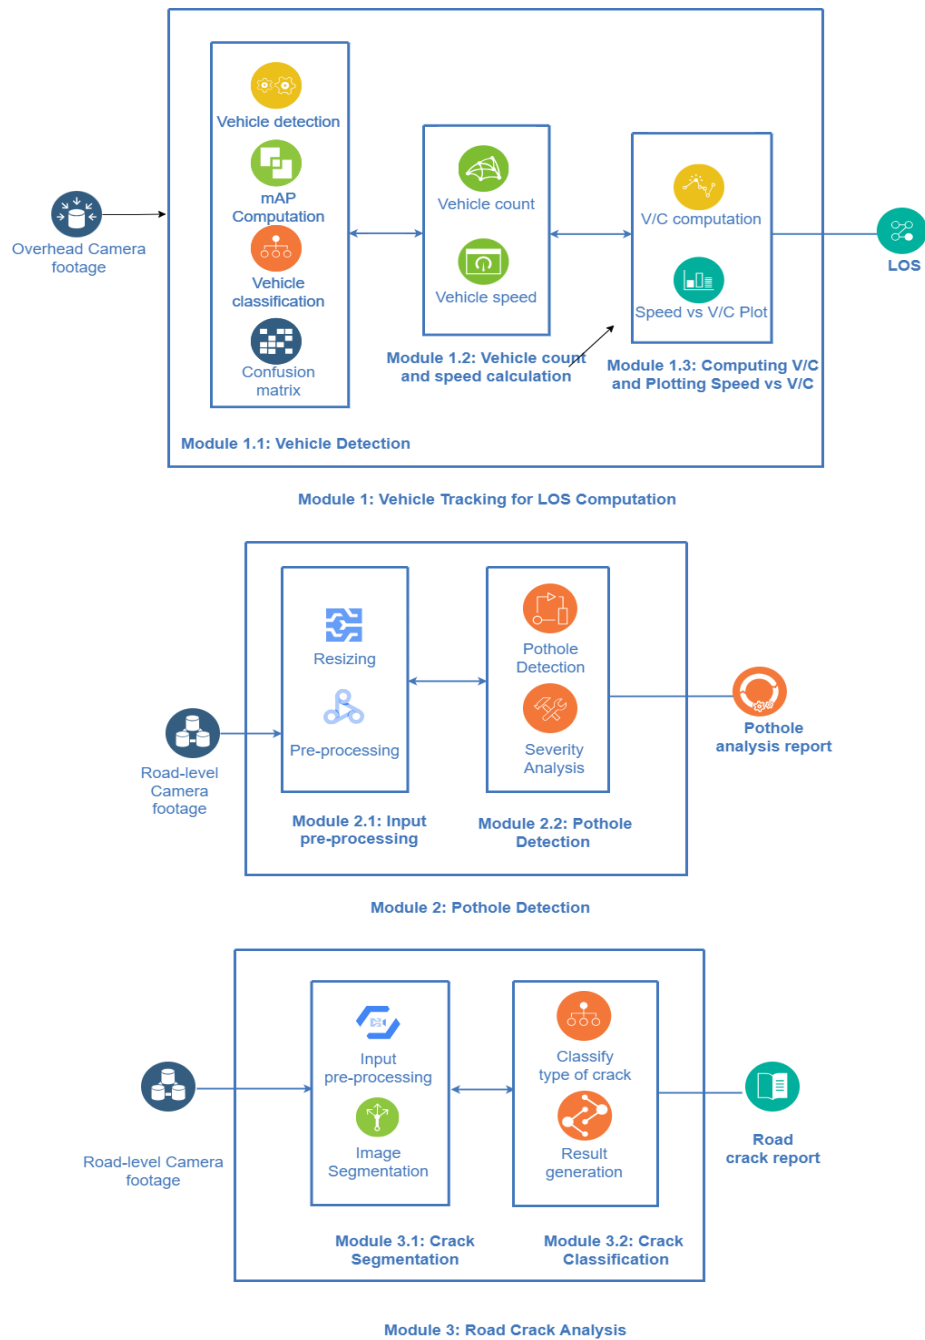 Vehicle detection
mAP
Computation
Vehicle
classification
Confusion
matrix
Overhead Camera
footage
Module 1.1: Vehicle Detection
Vehicle count
Vehicle speed
Module 1.2: Vehicle count
and speed calculation
V/C computation
Speed vs V/C Plot
Module 1.3: Computing V/C
and Plotting Speed vs V/C
LOS
Module 1: Vehicle Tracking for LOS Computation
Road-level
Camera
footage
Resizing
Pre-processing
Module 2.1: Input
pre-processing
Pothole
Detection
Severity
Analysis
Module 2.2: Pothole
Detection
Pothole
analysis report
Module 2: Pothole Detection
Road-level Camera
footage
Input
pre-processing
Image
Segmentation
Module 3.1: Crack
Segmentation
Classify
type of crack
Result
generation
Module 3.2: Crack
Classification
Road
crack report
Module 3: Road Crack Analysis